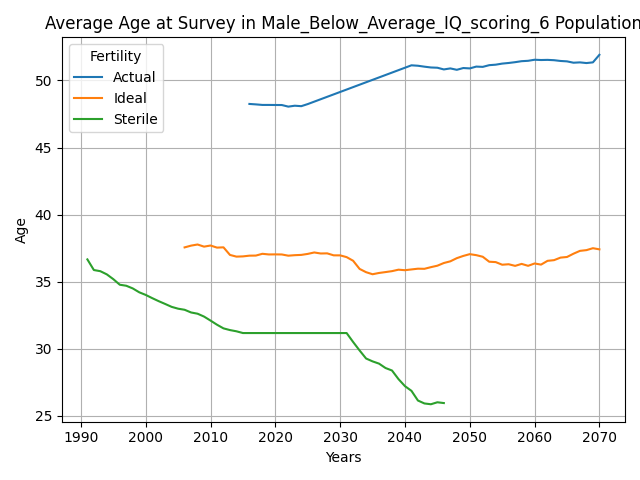 Average Age at Survey in Male_Below_Average_IQ_scoring_6 Population
Fertility
Actual
Ideal
Sterile
Age
50
45
40
35
30
25
1990 2000 2010 2020 2030 2040 2050 2060 2070
Years